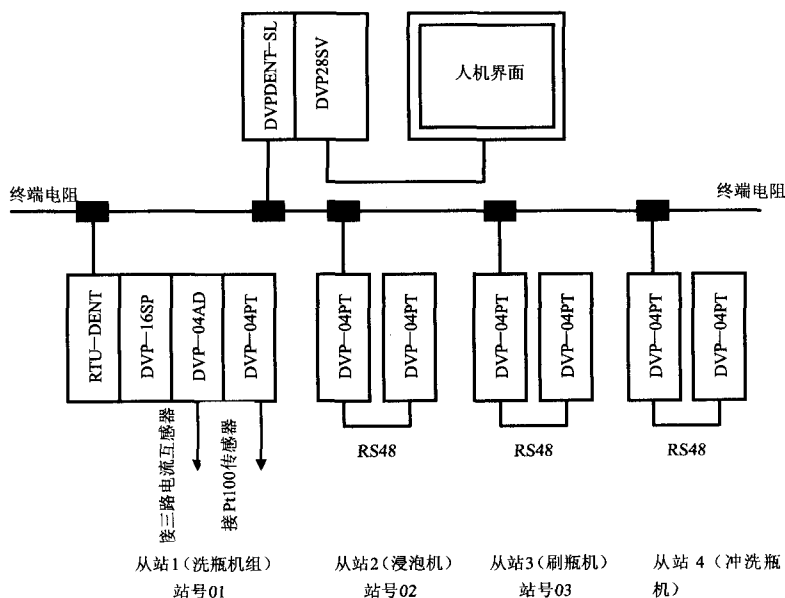 DVPDENT-SL
DVP28SV
人机界面
终端电阻
终端电阻
RTU-DENT
DVP-16SP
DVP-04AD
DVP-04PT
DVP-04PT
DVP-04PT
DVP-04PT
DVP-04PT
DVP-04PT
DVP-04PT
接三路电流互感器
接Pt100传感器
RS48
RS48
RS48
从站1(洗瓶机组)
站号01
从站2(浸泡机)
站号02
从站3(刷瓶机)
站号03
从站 4 (冲洗瓶
机)